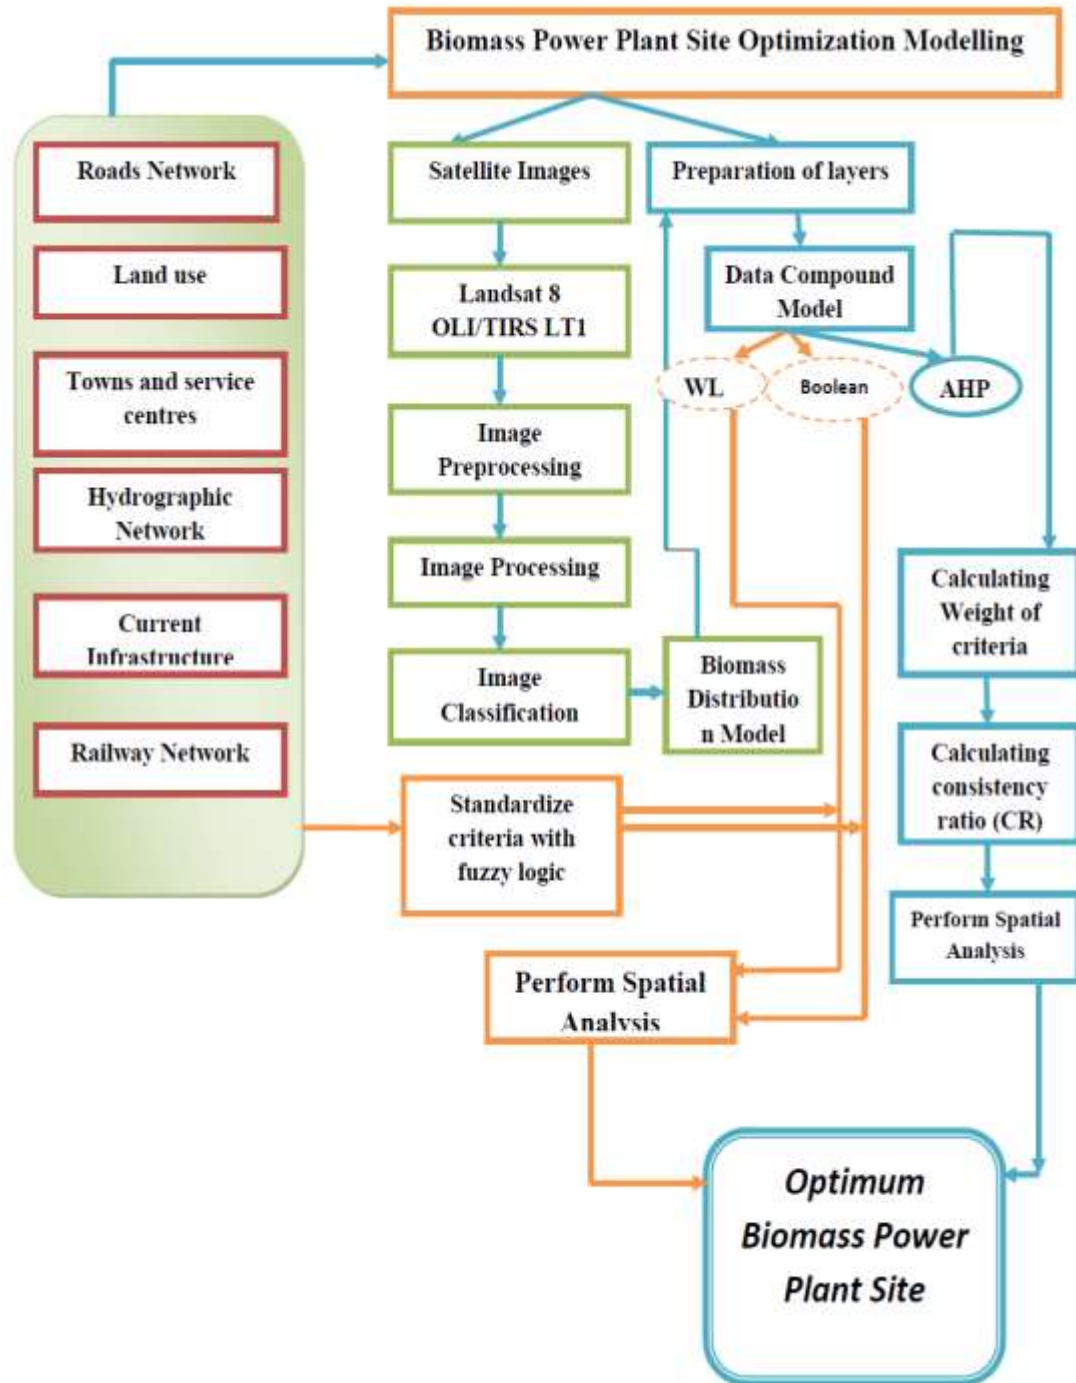 Biomass Power Plant Site Optimization Modelling
Roads Network
Land use
Towns and service
centres
Hydrographic
Network
Current
Infrastructure
Railway Network
Satellite Images
Landsat 8
OLI/TIRS LT1
Image
Preprocessing
Image Processing
Image
Classification
Biomass
Distributio
n Model
Preparation of layers
Data Compound
Model
WL
Boolean
AHP
Calculating
Weight of
criteria
Calculating
consistency
ratio (CR)
Perform Spatial
Analysis
Standardize
criteria with
fuzzy logic
Perform Spatial
Analysis
Optimum
Biomass Power
Plant Site